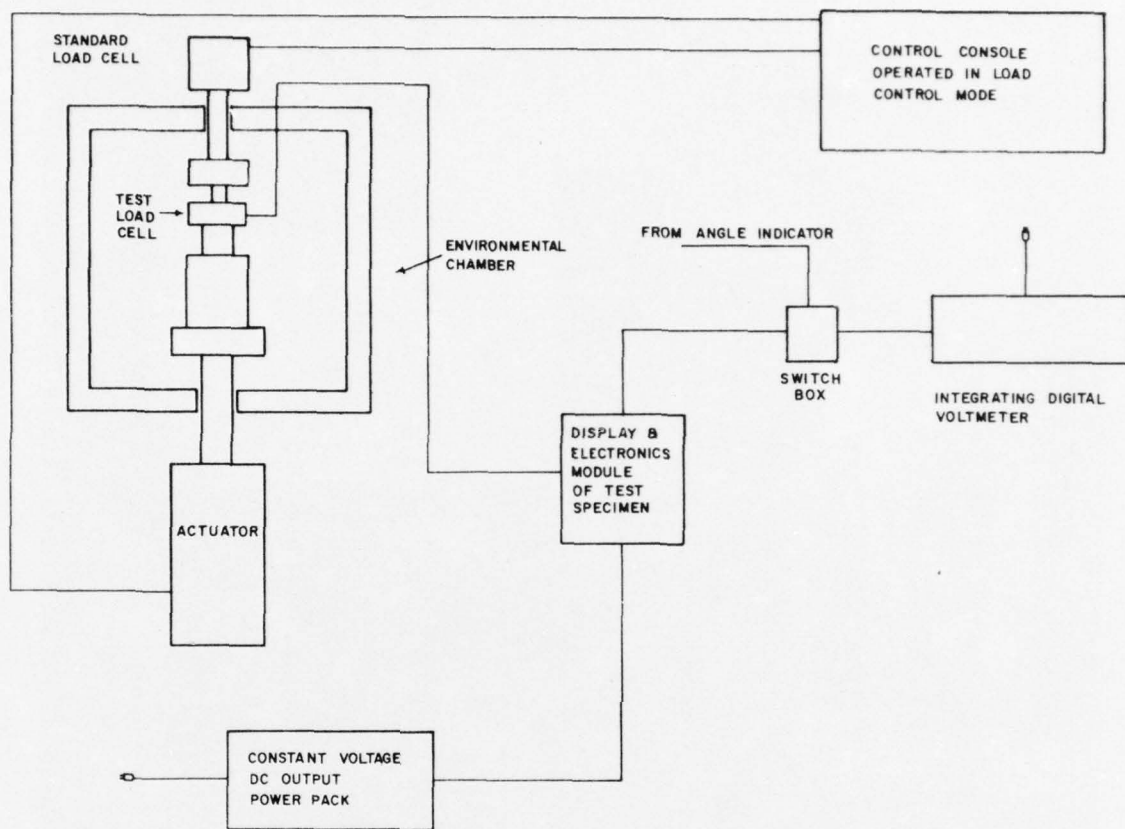 STANDARD
LOAD CELL
CONTROL CONSOLE
OPERATED IN LOAD
CONTROL MODE
TEST
LOAD
CELL
ENVIRONMENTAL
CHAMBER
FROM ANGLE INDICATOR
SWITCH
BOX
INTEGRATING DIGITAL
VOLTMETER
DISPLAY &
ELECTRONICS
MODULE
OF TEST
SPECIMEN
ACTUATOR
CONSTANT VOLTAGE
DC OUTPUT
POWER PACK